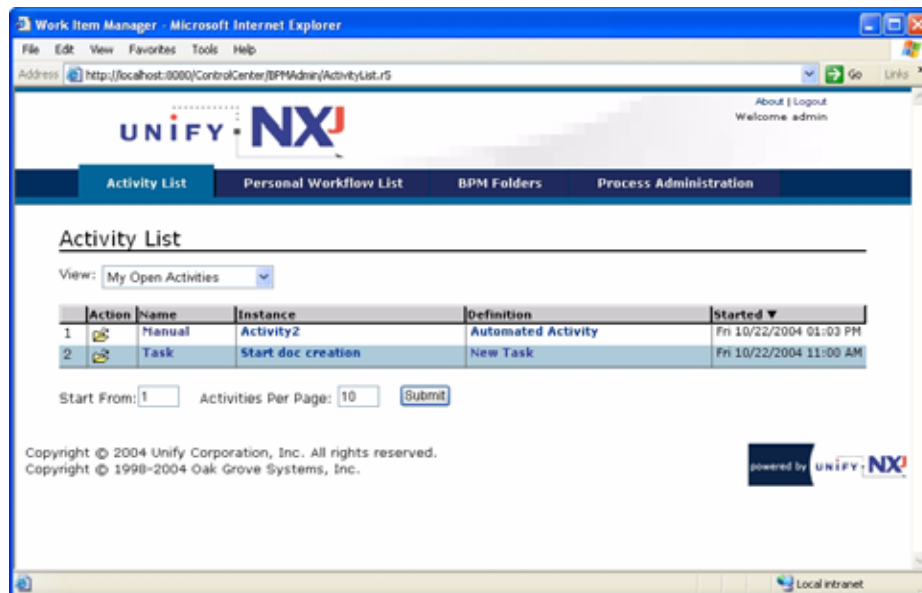 Work Item Manager - Microsoft Internet Explorer
File Edit View Favorites Tools Help
Address http://localhost:8080/ControlCenter/BPMAdmin/ActivityList.r5 Go Links
About | Logout
Welcome admin
UNiFY NXJ
Activity List Personal Workflow List BPM Folders Process Administration
Activity List
View: My Open Activities
Action Name Instance Definition Started ▼
1 Manual Activity2 Automated Activity Fri 10/22/2004 01:03 PM
2 Task Start doc creation New Task Fri 10/22/2004 11:00 AM
Start From: 1 Activities Per Page: 10 Submit
Copyright © 2004 Unify Corporation, Inc. All rights reserved.
Copyright © 1998-2004 Oak Grove Systems, Inc.
powered by UNiFY NXJ
Local intranet